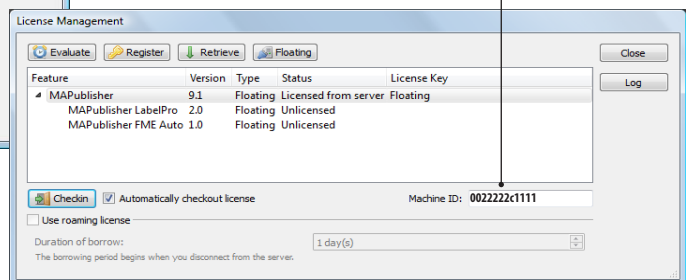 License Management
Evaluate Register Retrieve Floating Close
Feature Version Type Status License Key Log
MAPublisher 9.1 Floating Licensed from server Floating
MAPublisher LabelPro 2.0 Floating Unlicensed
MAPublisher FME Auto 1.0 Floating Unlicensed
Checkin Automatically checkout license Machine ID: 0022222c1111
Use roaming license
Duration of borrow: 1 day(s)
The borrowing period begins when you disconnect from the server.